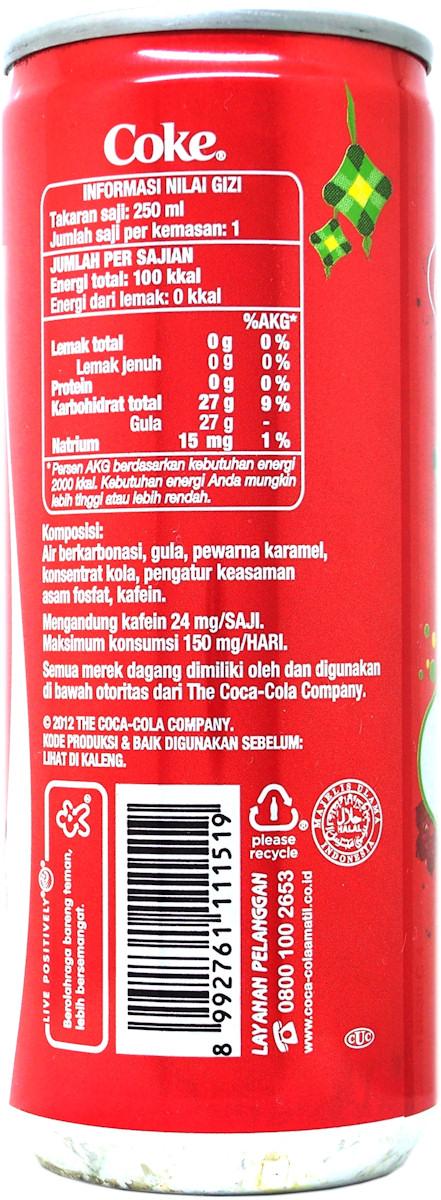 Coke®
INFORMASI NILAI GIZI
Takaran saji: 250 ml
Jumlah saji per kemasan: 1
JUMLAH PER SAJIAN
Energi total: 100 kkal
Energi dari lemak: 0 kkal
%AKG*
Lemak total 0 g 0 %
Lemak jenuh 0 g 0 %
Protein 0 g 0 %
Karbohidrat total 27 g 9 %
Gula 27 g -
Natrium 15 mg 1 %
*Persen AKG berdasarkan kebutuhan energi
2000 kkal. Kebutuhan energi Anda mungkin
lebih tinggi atau lebih rendah.
Komposisi:
Air berkarbonasi, gula, pewarna karamel,
konsentrat kola, pengatur keasaman
asam fosfat, kafein.
Mengandung kafein 24 mg/SAJI.
Maksimum konsumsi 150 mg/HARI.
Semua merek dagang dimiliki oleh dan digunakan
di bawah otoritas dari The Coca-Cola Company.
© 2012 THE COCA-COLA COMPANY.
KODE PRODUKSI & BAIK DIGUNAKAN SEBELUM:
LIHAT DI KALENG.
LIVE POSITIVELY
Berolahraga bareng teman,
lebih bersemangat.
8 992761 111519
please
recycle
MAJELIS ULAMA
حلال
HALAL
INDONESIA
LAYANAN PELANGGAN
0800 100 2653
www.coca-colaamatil.co.id
CUC